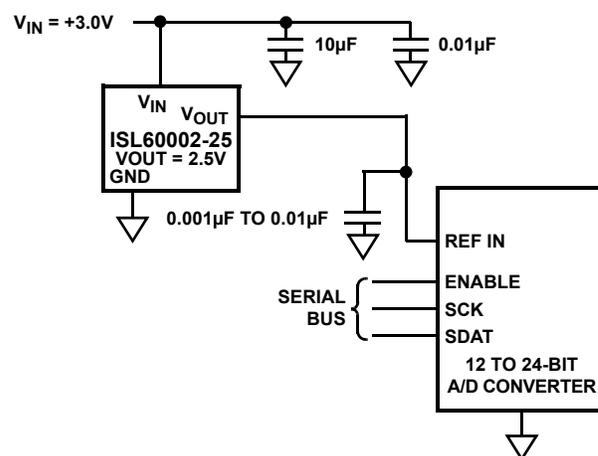 VIN = +3.0V
10µF
0.01µF
VIN
VOUT
ISL60002-25
VOUT = 2.5V
GND
0.001µF TO 0.01µF
REF IN
SERIAL
BUS
ENABLE
SCK
SDAT
12 TO 24-BIT
A/D CONVERTER